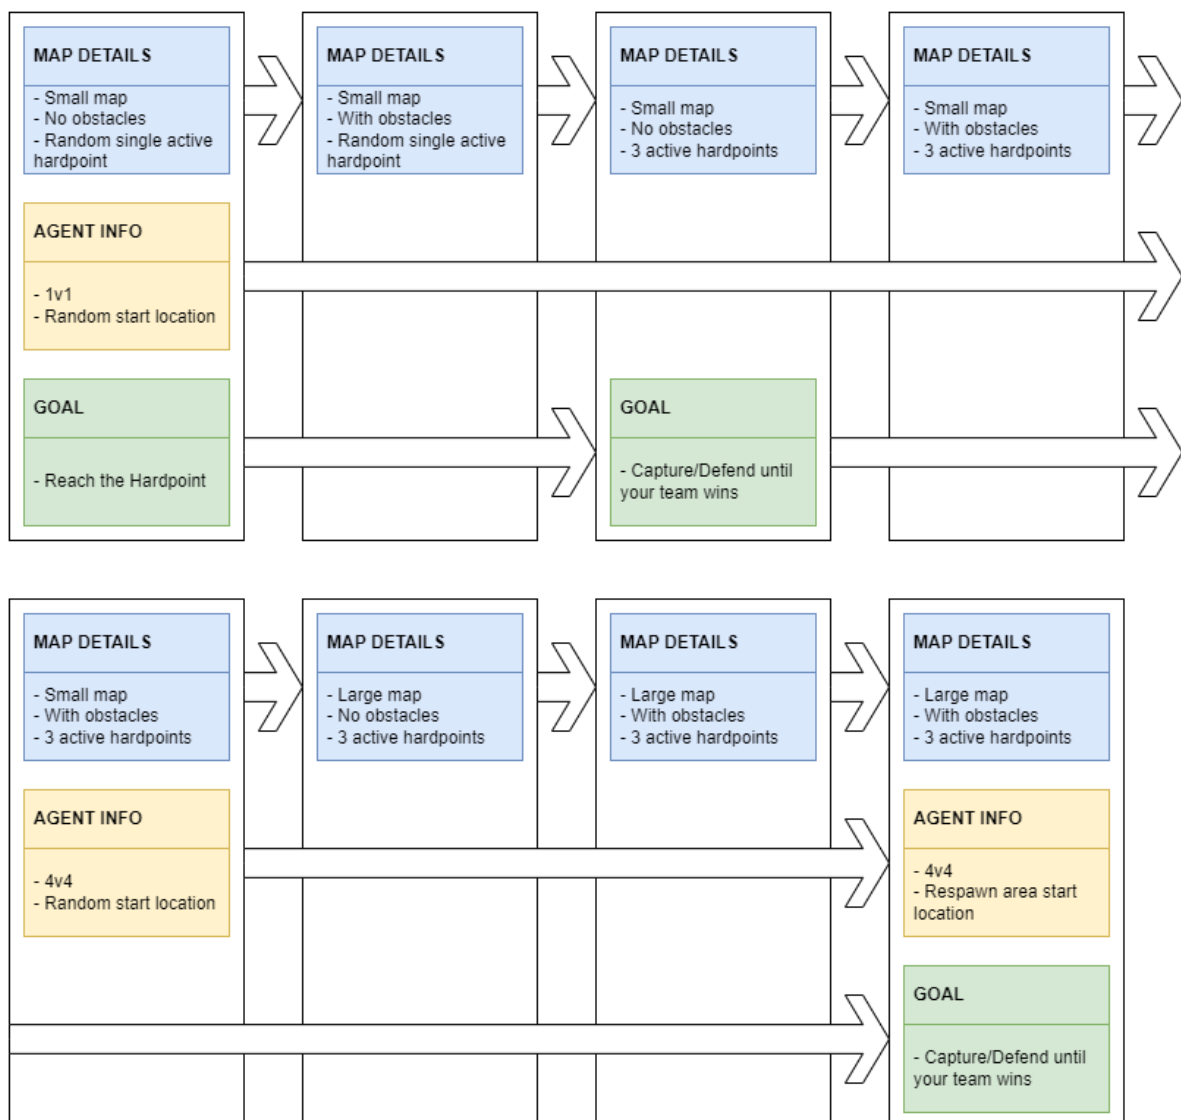 MAP DETAILS
- Small map
- No obstacles
- Random single active
hardpoint
MAP DETAILS
- Small map
- With obstacles
- Random single active
hardpoint
MAP DETAILS
- Small map
- No obstacles
- 3 active hardpoints
MAP DETAILS
- Small map
- With obstacles
- 3 active hardpoints
AGENT INFO
- 1v1
- Random start location
GOAL
- Reach the Hardpoint
GOAL
- Capture/Defend until
your team wins
MAP DETAILS
- Small map
- With obstacles
- 3 active hardpoints
MAP DETAILS
- Large map
- No obstacles
- 3 active hardpoints
MAP DETAILS
- Large map
- With obstacles
- 3 active hardpoints
MAP DETAILS
- Large map
- With obstacles
- 3 active hardpoints
AGENT INFO
- 4v4
- Random start location
AGENT INFO
- 4v4
- Respawn area start
location
GOAL
- Capture/Defend until
your team wins